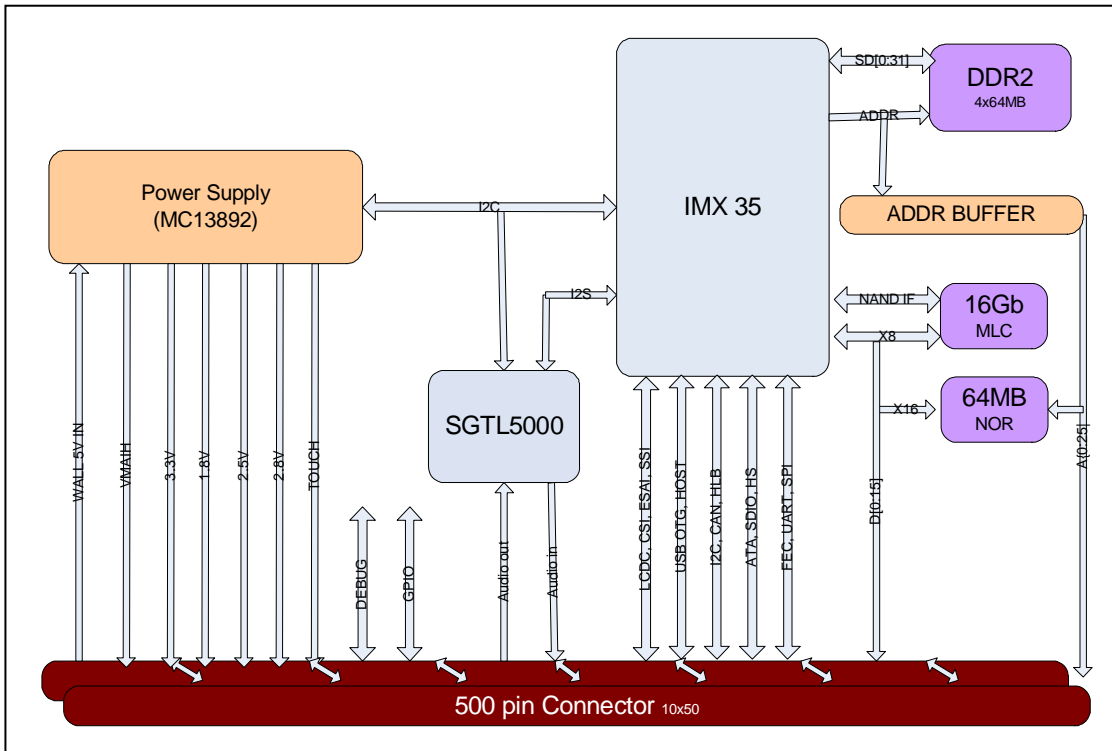 SD[0:31]
DDR2
4x64MB
ADDR
Power Supply
(MC13892)
I2C
IMX 35
ADDR BUFFER
I2S
NAND IF
16Gb
MLC
X8
SGTL5000
X16
64MB
NOR
WALL 5V IN
VMAIH
3.3V
1.8V
2.5V
2.8V
TOUCH
DEBUG
GPIO
Audio out
Audio in
LCDC, CSI, ESAI, SSI
USB OTG, HOST
I2C, CAN, HLB
ATA, SDIO, HS
FEC, UART, SPI
D[0:15]
A[0:25]
500 pin Connector 10x50